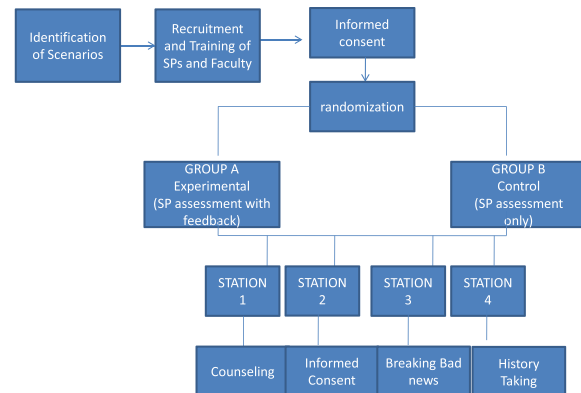 Identification
of Scenarios
Recruitment
and Training of
SPs and Faculty
Informed
consent
randomization
GROUP A
Experimental
(SP assessment with
feedback)
GROUP B
Control
(SP assessment
only)
STATION
1
STATION
2
STATION
3
STATION
4
Counseling
Informed
Consent
Breaking Bad
news
History
Taking